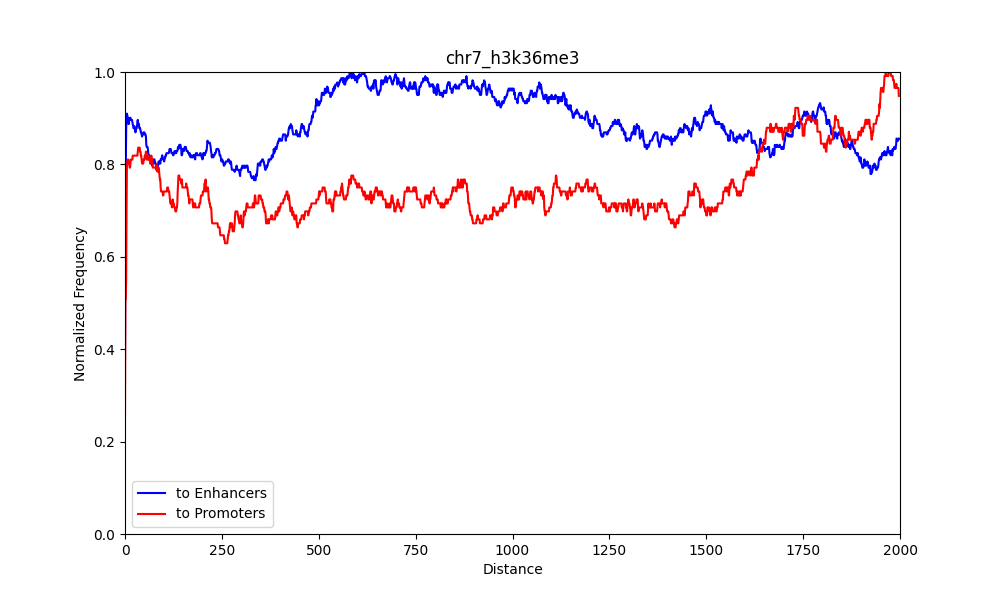 chr7_h3k36me3
Normalized Frequency
1.0
0.8
0.6
0.4
0.2
0.0
to Enhancers
to Promoters
0 250 500 750 1000 1250 1500 1750 2000
Distance